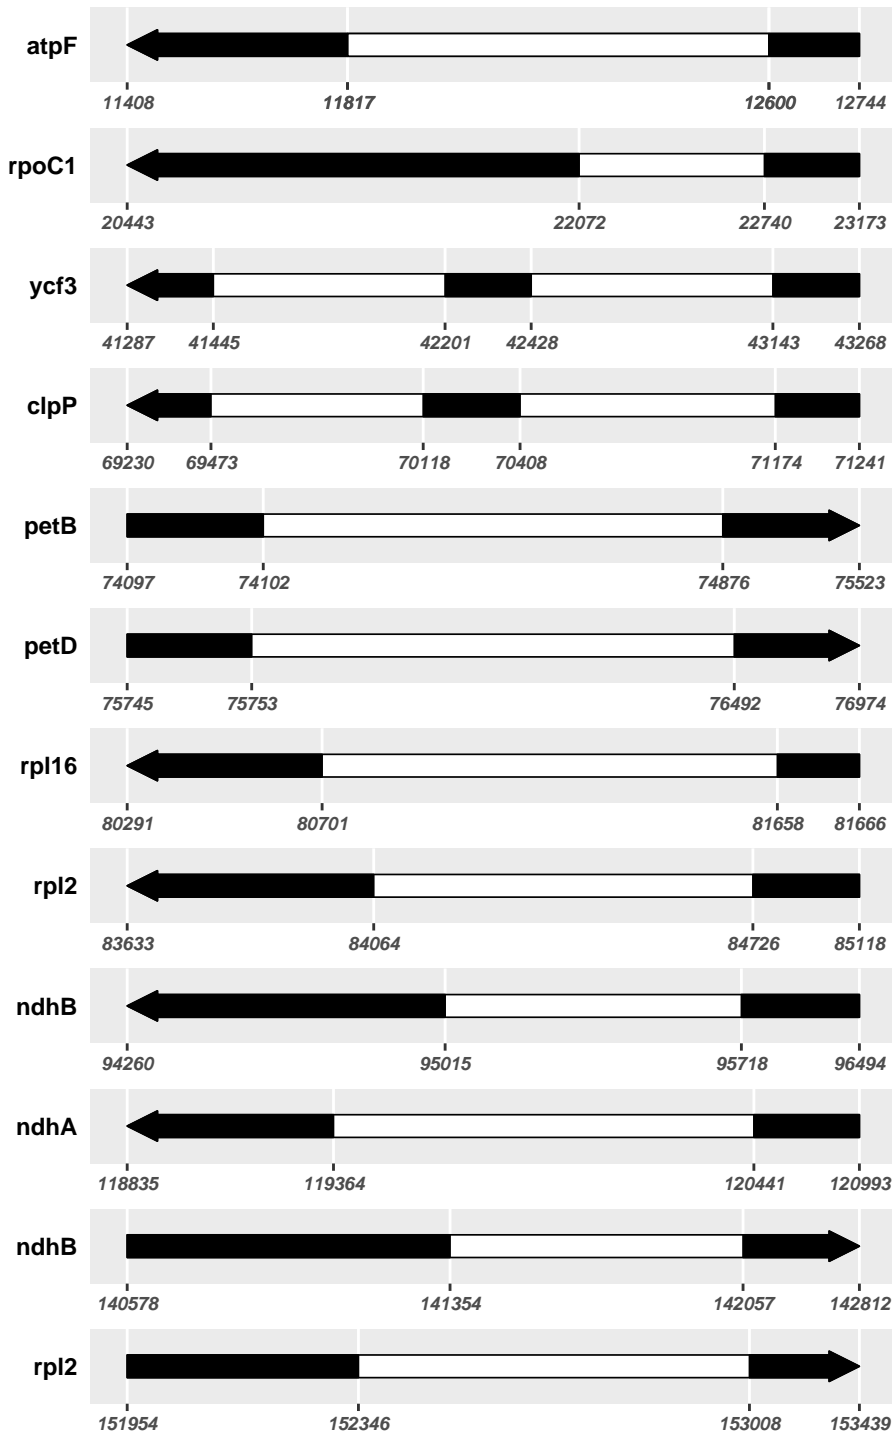 atpF
11408 11817 12600 12744
rpoC1
20443 22072 22740 23173
ycf3
41287 41445 42201 42428 43143 43268
clpP
69230 69473 70118 70408 71174 71241
petB
74097 74102 74876 75523
petD
75745 75753 76492 76974
rpl16
80291 80701 81658 81666
rpl2
83633 84064 84726 85118
ndhB
94260 95015 95718 96494
ndhA
118835 119364 120441 120993
ndhB
140578 141354 142057 142812
rpl2
151954 152346 153008 153439